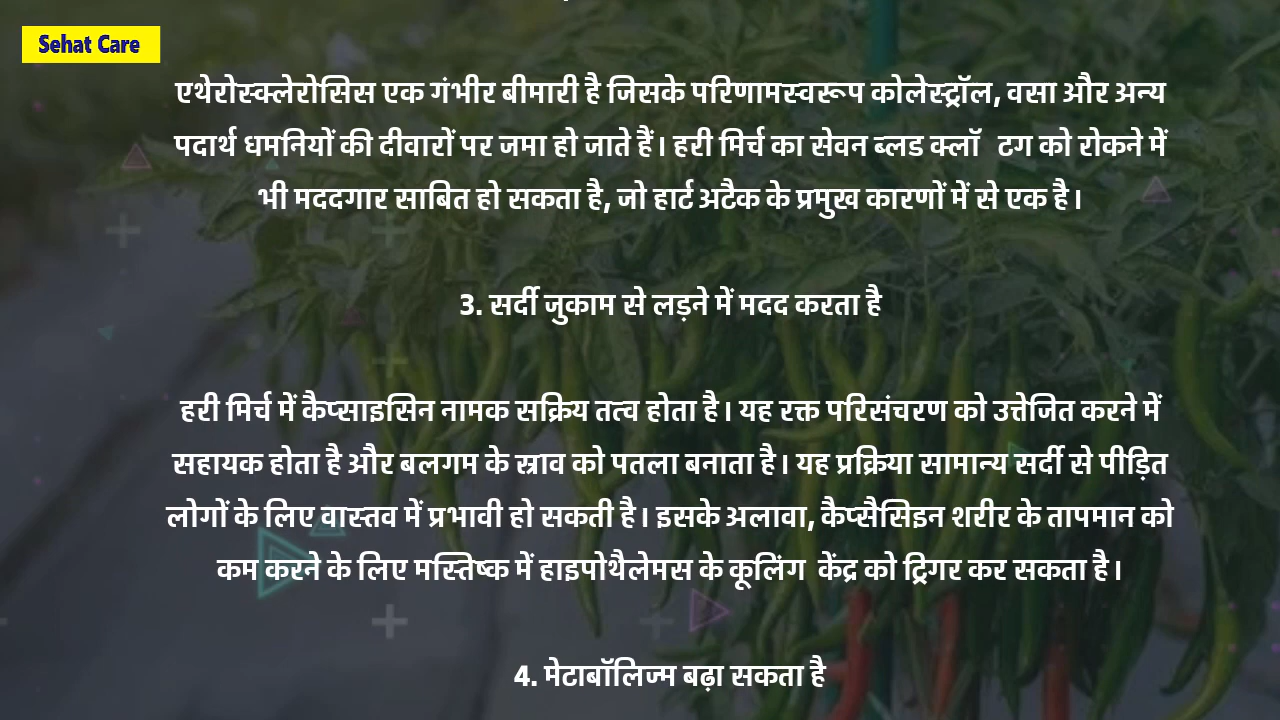 Sehat Care
एथेरोस्क्लेरोसिस एक गंभीर बीमारी है जिसके परिणामस्वरूप कोलेस्ट्रॉल, वसा और अन्य
पदार्थ धमनियों की दीवारों पर जमा हो जाते हैं। हरी मिर्च का सेवन ब्लड क्लॉ टग को रोकने में
भी मददगार साबित हो सकता है, जो हार्ट अटैक के प्रमुख कारणों में से एक है।
3. सर्दी जुकाम से लड़ने में मदद करता है
हरी मिर्च में कैप्साइसिन नामक सक्रिय तत्व होता है। यह रक्त परिसंचरण को उत्तेजित करने में
सहायक होता है और बलगम के स्राव को पतला बनाता है। यह प्रक्रिया सामान्य सर्दी से पीड़ित
लोगों के लिए वास्तव में प्रभावी हो सकती है। इसके अलावा, कैप्सैसिइन शरीर के तापमान को
कम करने के लिए मस्तिष्क में हाइपोथैलेमस के कूलिंग केंद्र को ट्रिगर कर सकता है।
4. मेटाबॉलिज्म बढ़ा सकता है